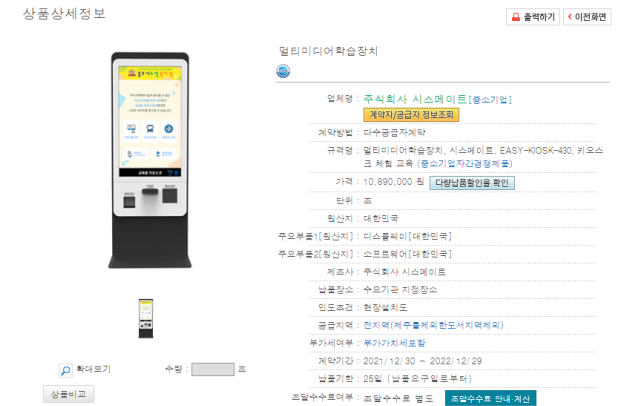 상품상세정보
출력하기
이전화면
멀티미디어학습장치
업체명 : 주식회사 시스메이트[중소기업]
계약자/공급자 정보조회
계약방법 : 다수공급자계약
규격명 : 멀티미디어학습장치, 시스메이트, EASY-KIOSK-430, 키오스
크 체험 교육 (중소기업자간경쟁제품)
가격 : 10,890,000 원 다량납품할인율 확인
단위 : 조
원산지 : 대한민국
주요부품1[원산지] : 디스플레이[대한민국]
주요부품2[원산지] : 소프트웨어[대한민국]
제조사 : 주식회사 시스메이트
납품장소 : 수요기관 지정장소
인도조건 : 현장설치도
공급지역 : 전지역(제주를제외한도서지역제외)
부가세여부 : 부가가치세포함
계약기간 : 2021/12/30 ~ 2022/12/29
납품기한 : 25일 (납품요구일로부터)
조달수수료여부 : 조달수수료 별도 조달수수료 안내·계산
확대보기
수량 : 조
상품비교